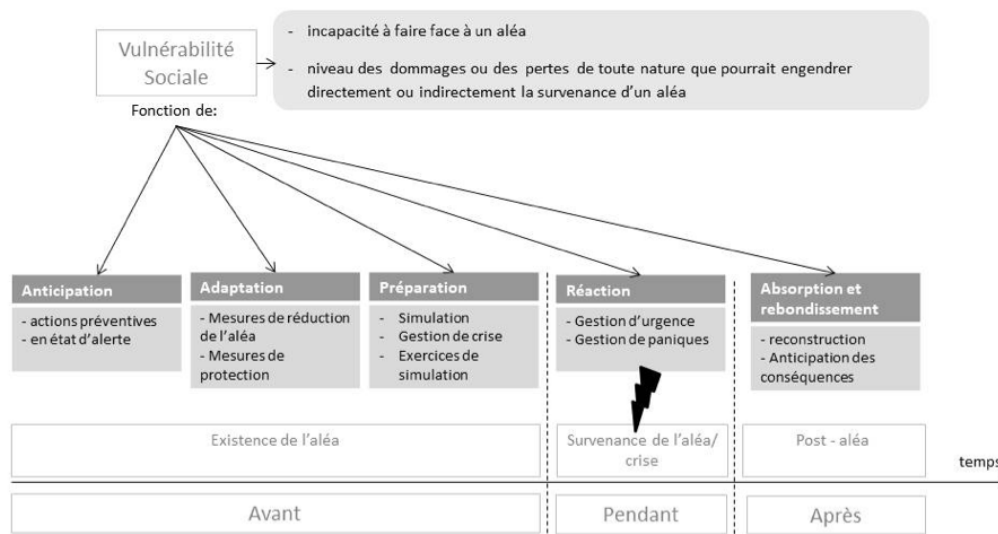 Vulnérabilité
Sociale
- incapacité à faire face à un aléa
- niveau des dommages ou des pertes de toute nature que pourrait engendrer
directement ou indirectement la survenance d'un aléa
Fonction de:
Anticipation
- actions préventives
- en état d'alerte
Adaptation
- Mesures de réduction
de l'aléa
- Mesures de
protection
Préparation
- Simulation
- Gestion de crise
- Exercices de
simulation
Réaction
- Gestion d'urgence
- Gestion de paniques
Absorption et
rebondissement
- reconstruction
- Anticipation des
conséquences
Existence de l'aléa
Survenance de l'aléa/
crise
Post - aléa
temps
Avant
Pendant
Après